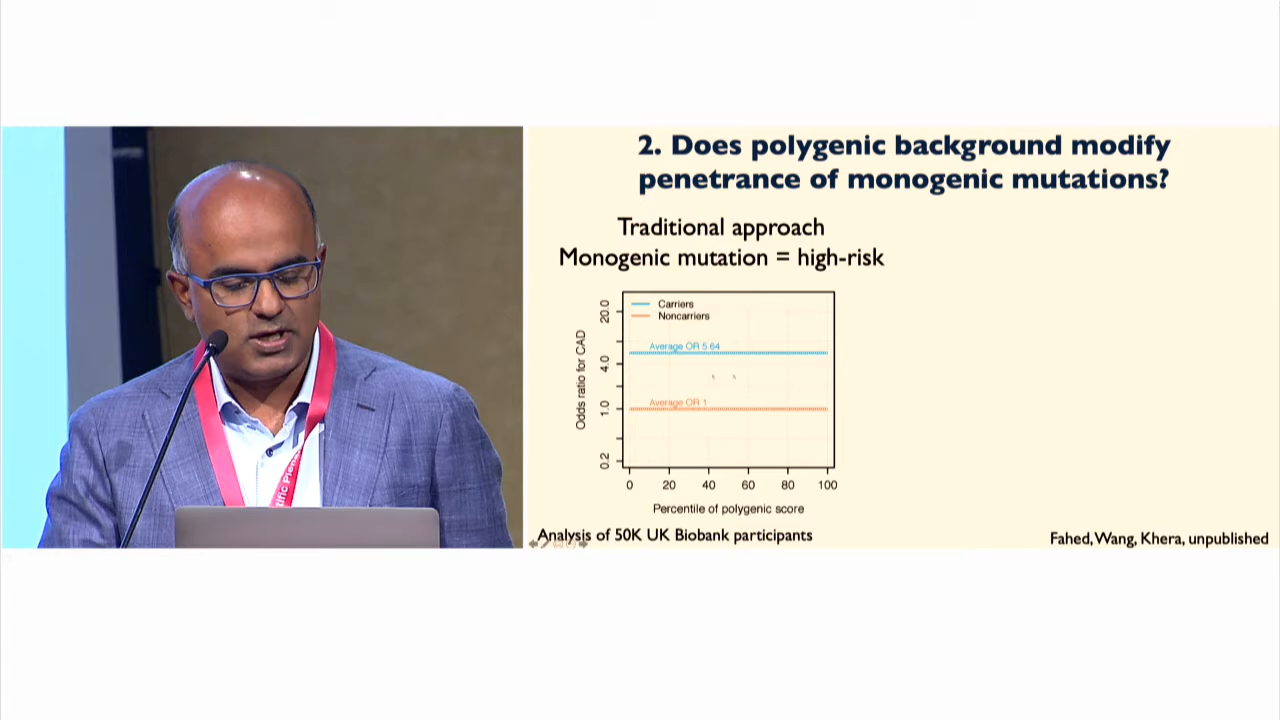 2. Does polygenic background modify
penetrance of monogenic mutations?
Traditional approach
Monogenic mutation = high-risk
Carriers
Noncarriers
Average OR 5.64
Average OR 1
Odds ratio for CAD
20.0
4.0
1.0
0.2
0 20 40 60 80 100
Percentile of polygenic score
Analysis of 50K UK Biobank participants
Fahed, Wang, Khera, unpublished